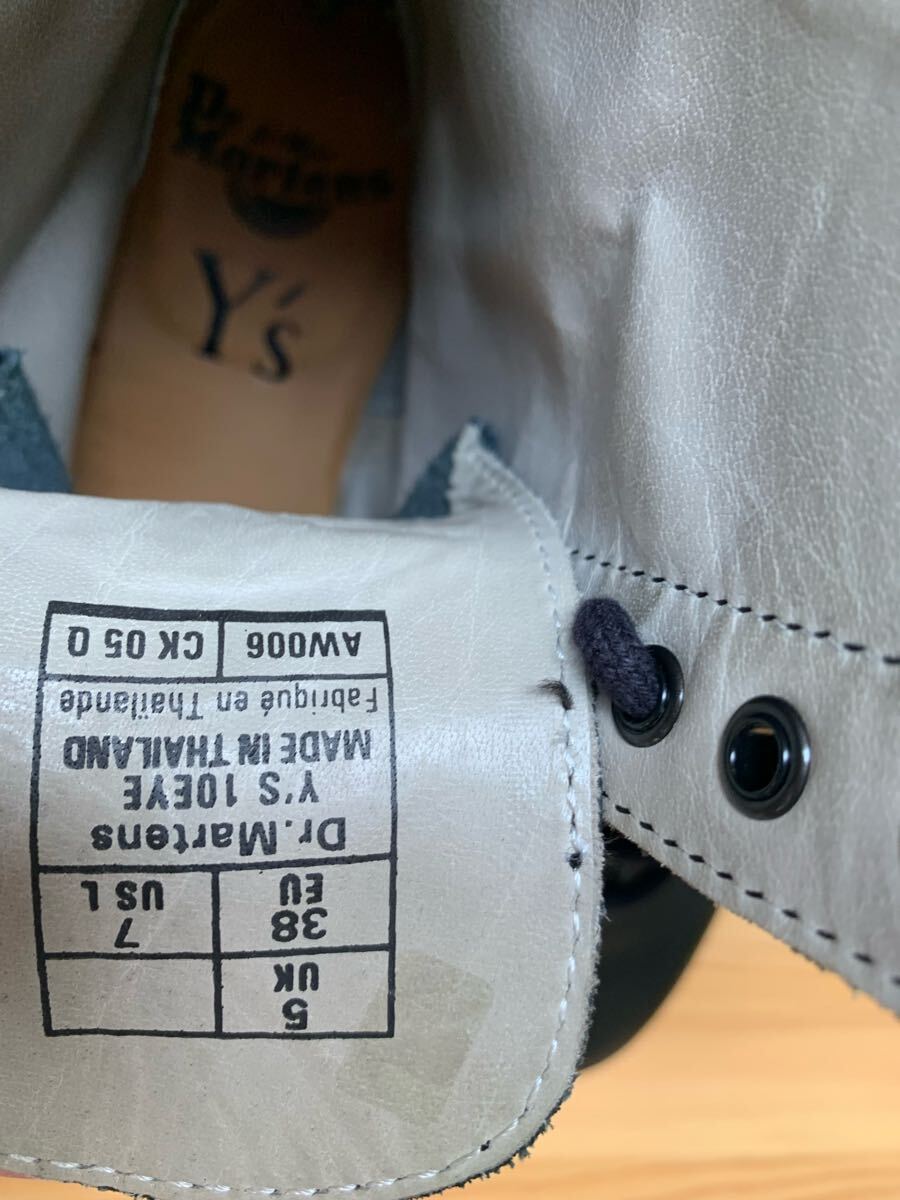 Dr. Martens
Y's
5
UK
38
EU
7
US L
Dr.Martens
Y'S 10EYE
MADE IN THAILAND
Fabriqué en Thaïlande
AW006
CK 05 Q